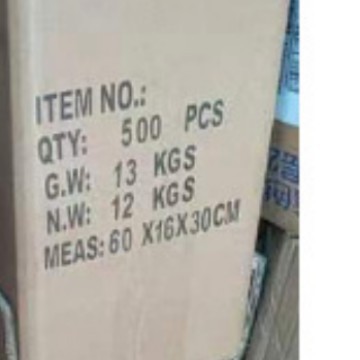 ITEM NO.:
QTY: 500 PCS
G.W: 13 KGS
N.W: 12 KGS
MEAS: 60 X16X30CM